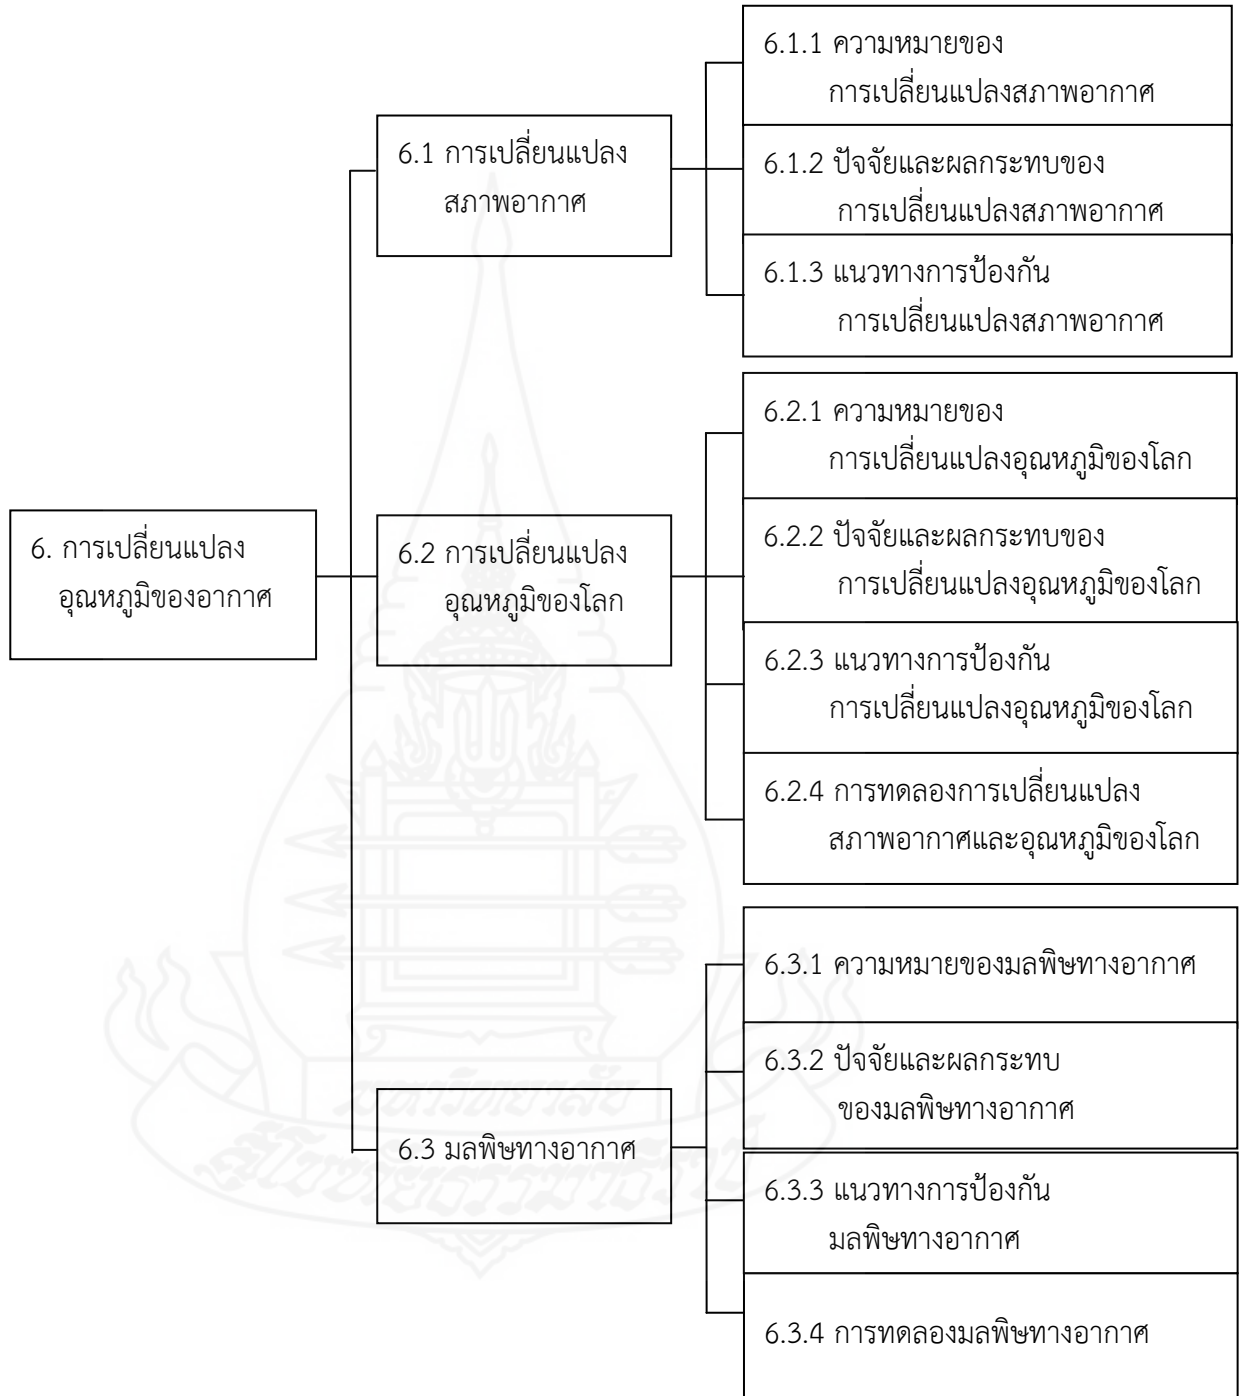 6. การเปลี่ยนแปลง
อุณหภูมิของอากาศ
6.1 การเปลี่ยนแปลง
สภาพอากาศ
6.1.1 ความหมายของ
การเปลี่ยนแปลงสภาพอากาศ
6.1.2 ปัจจัยและผลกระทบของ
การเปลี่ยนแปลงสภาพอากาศ
6.1.3 แนวทางการป้องกัน
การเปลี่ยนแปลงสภาพอากาศ
6.2 การเปลี่ยนแปลง
อุณหภูมิของโลก
6.2.1 ความหมายของ
การเปลี่ยนแปลงอุณหภูมิของโลก
6.2.2 ปัจจัยและผลกระทบของ
การเปลี่ยนแปลงอุณหภูมิของโลก
6.2.3 แนวทางการป้องกัน
การเปลี่ยนแปลงอุณหภูมิของโลก
6.2.4 การทดลองการเปลี่ยนแปลง
สภาพอากาศและอุณหภูมิของโลก
6.3 มลพิษทางอากาศ
6.3.1 ความหมายของมลพิษทางอากาศ
6.3.2 ปัจจัยและผลกระทบ
ของมลพิษทางอากาศ
6.3.3 แนวทางการป้องกัน
มลพิษทางอากาศ
6.3.4 การทดลองมลพิษทางอากาศ
มหาวิทยาลัย
สุโขทัยธรรมาธิราช